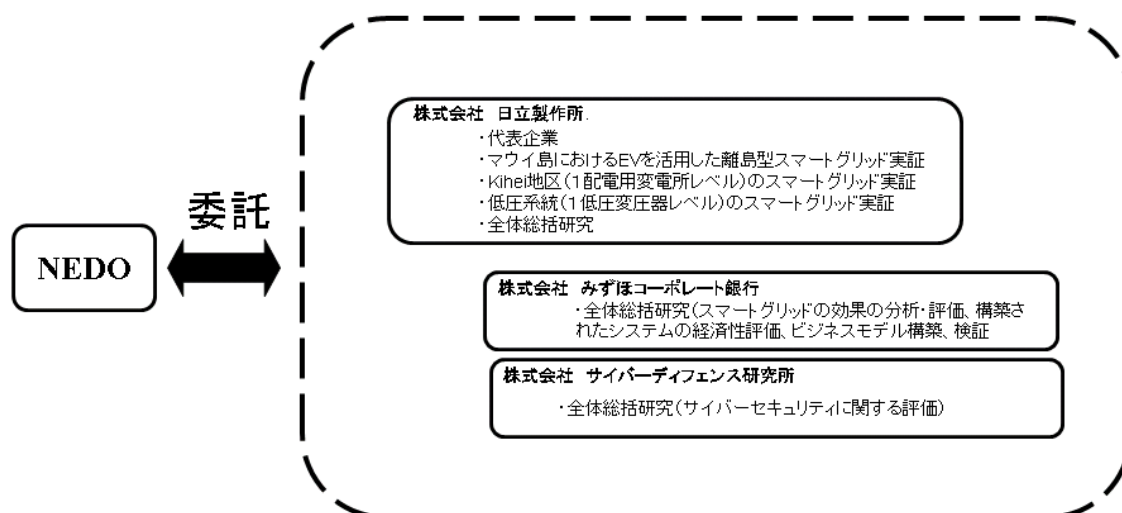 株式会社 日立製作所.
・代表企業
・マウイ島におけるEVを活用した離島型スマートグリッド実証
・Kihei地区(1配電用変電所レベル)のスマートグリッド実証
・低圧系統(1低圧変圧器レベル)のスマートグリッド実証
・全体総括研究
委託
NEDO
株式会社 みずほコーポレート銀行
・全体総括研究(スマートグリッドの効果の分析・評価、構築さ
れたシステムの経済性評価、ビジネスモデル構築、検証
株式会社 サイバーディフェンス研究所
・全体総括研究(サイバーセキュリティに関する評価)